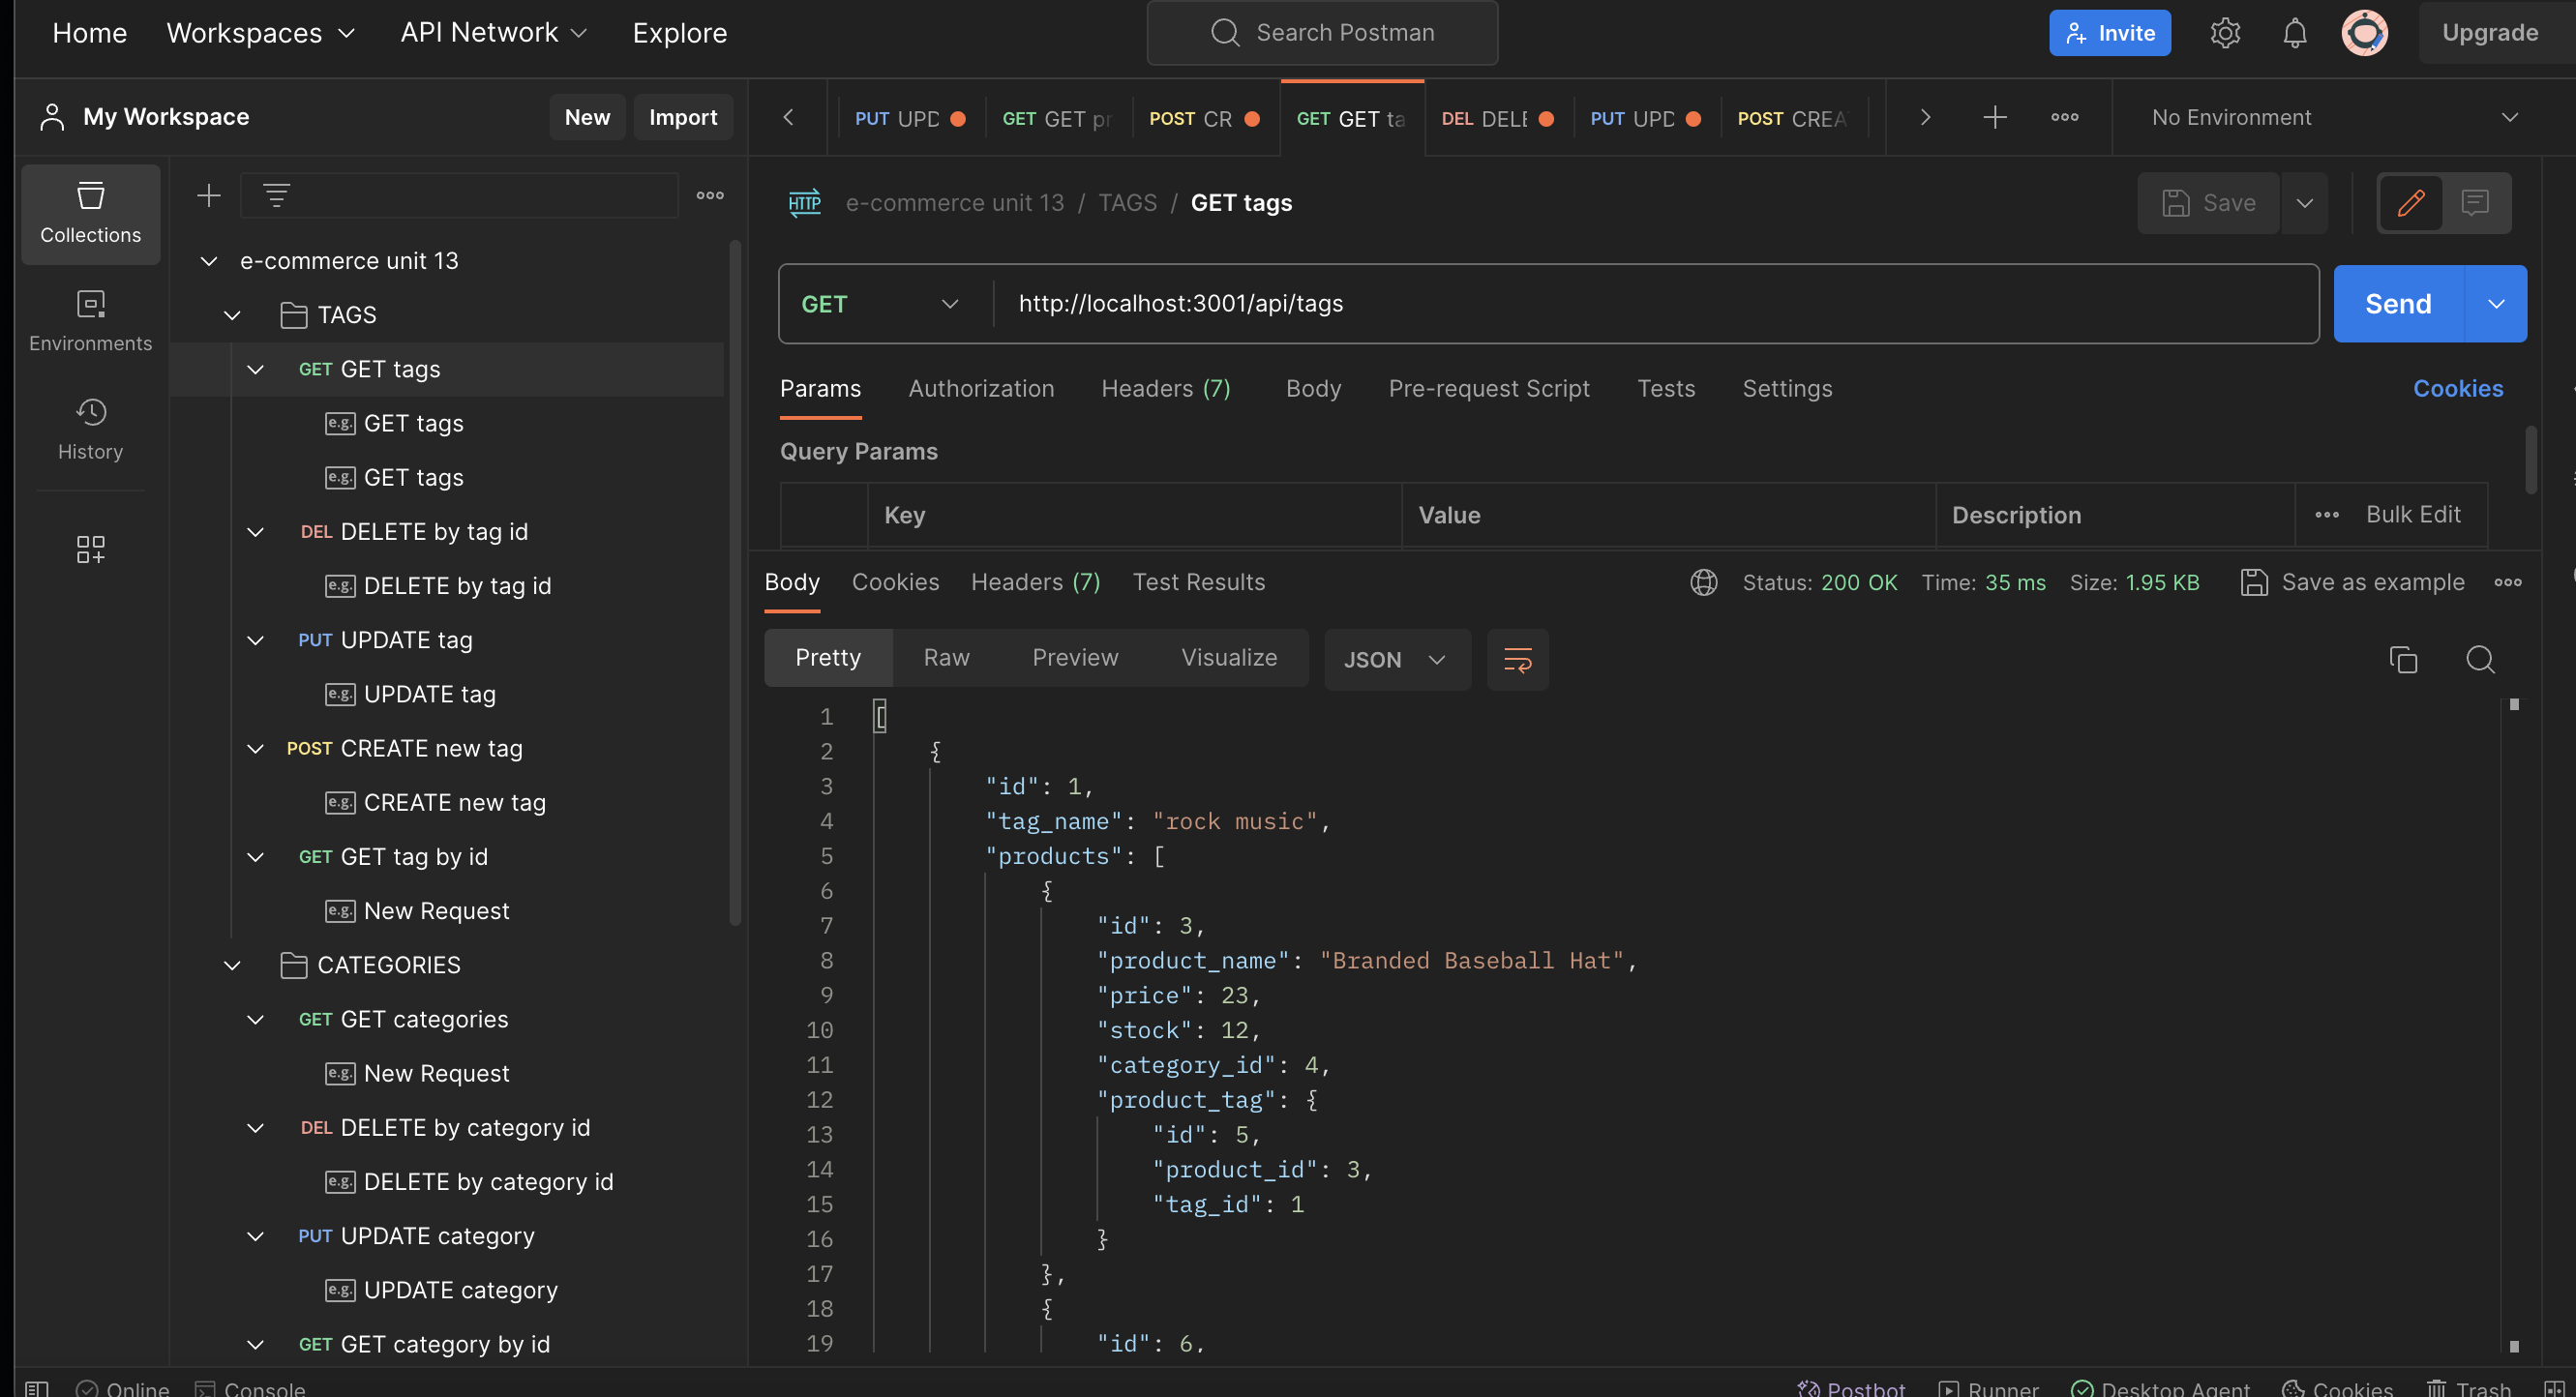 Home Workspaces API Network Explore Search Postman Invite Upgrade
My Workspace New Import
PUT UPD GET GET pr POST CR GET GET ta DEL DELE PUT UPD POST CREA No Environment
Collections
Environments
History
e-commerce unit 13
TAGS
GET GET tags
e.g. GET tags
e.g. GET tags
DEL DELETE by tag id
e.g. DELETE by tag id
PUT UPDATE tag
e.g. UPDATE tag
POST CREATE new tag
e.g. CREATE new tag
GET GET tag by id
e.g. New Request
CATEGORIES
GET GET categories
e.g. New Request
DEL DELETE by category id
e.g. DELETE by category id
PUT UPDATE category
e.g. UPDATE category
GET GET category by id
HTTP e-commerce unit 13 / TAGS / GET tags Save
GET http://localhost:3001/api/tags Send
Params Authorization Headers (7) Body Pre-request Script Tests Settings Cookies
Query Params
Key Value Description Bulk Edit
Body Cookies Headers (7) Test Results Status: 200 OK Time: 35 ms Size: 1.95 KB Save as example
Pretty Raw Preview Visualize JSON
1 [
2 {
3 "id": 1,
4 "tag_name": "rock music",
5 "products": [
6 {
7 "id": 3,
8 "product_name": "Branded Baseball Hat",
9 "price": 23,
10 "stock": 12,
11 "category_id": 4,
12 "product_tag": {
13 "id": 5,
14 "product_id": 3,
15 "tag_id": 1
16 }
17 },
18 {
19 "id": 6,
Online Console Postbot Runner Desktop Agent Cookies Trash